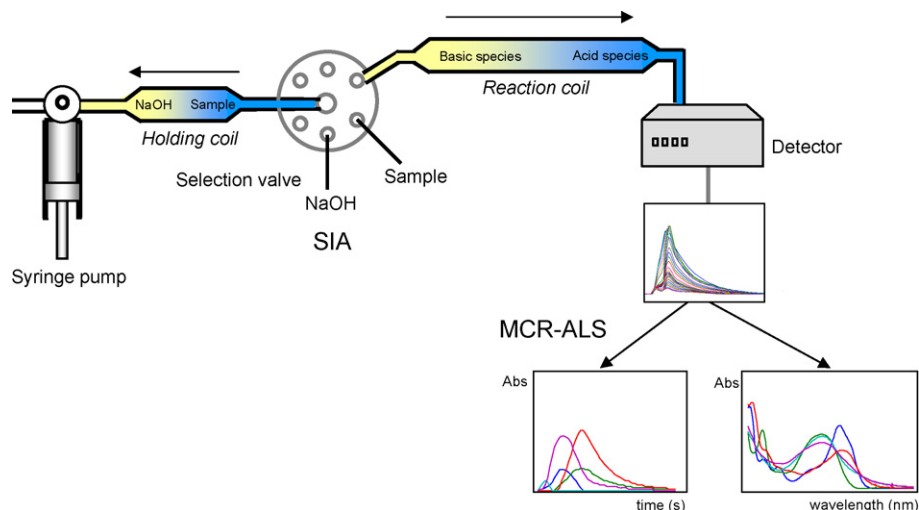 Basic species
Acid species
Reaction coil
NaOH
Sample
Holding coil
Detector
Selection valve
Sample
NaOH
SIA
Syringe pump
MCR-ALS
Abs
Abs
time (s)
wavelength (nm)